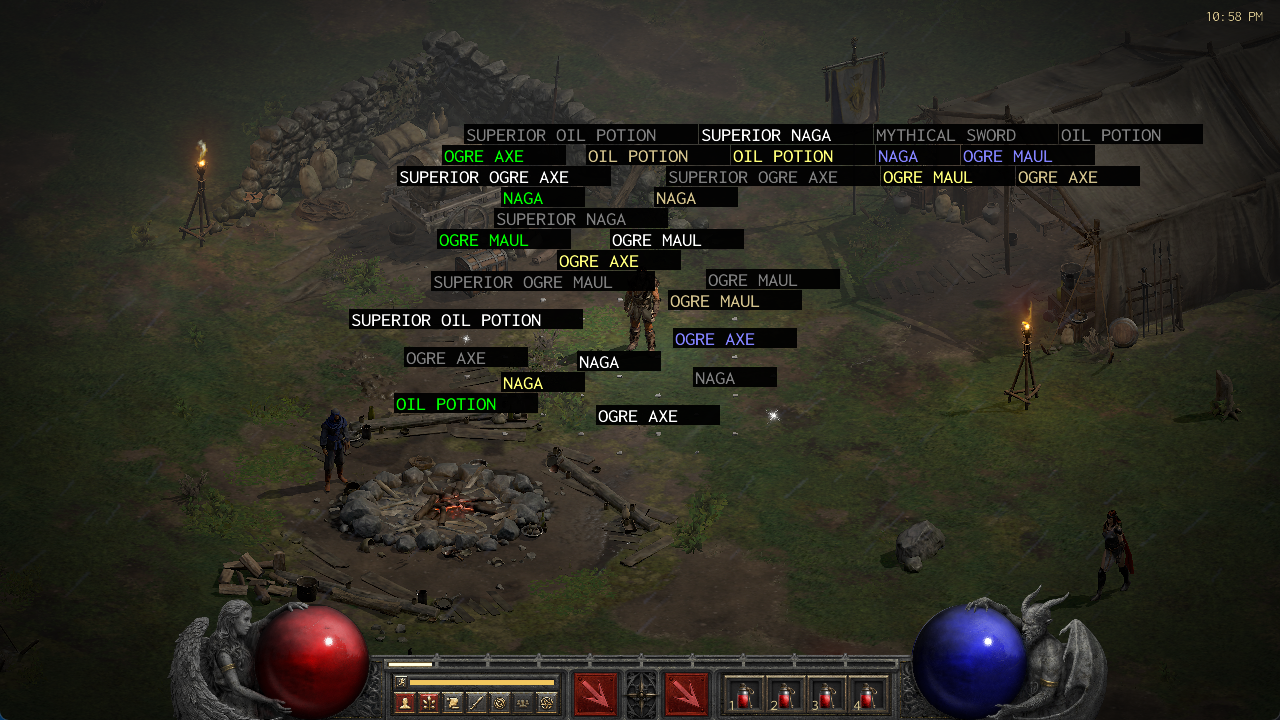 10:58 PM
SUPERIOR OIL POTION SUPERIOR NAGA MYTHICAL SWORD OIL POTION
OGRE AXE OIL POTION OIL POTION NAGA OGRE MAUL
SUPERIOR OGRE AXE SUPERIOR OGRE AXE OGRE MAUL OGRE AXE
NAGA NAGA
SUPERIOR NAGA
OGRE MAUL OGRE MAUL
OGRE AXE
SUPERIOR OGRE MAUL OGRE MAUL
OGRE MAUL
SUPERIOR OIL POTION
OGRE AXE
OGRE AXE NAGA
NAGA NAGA
OIL POTION
OGRE AXE
1 2 3 4